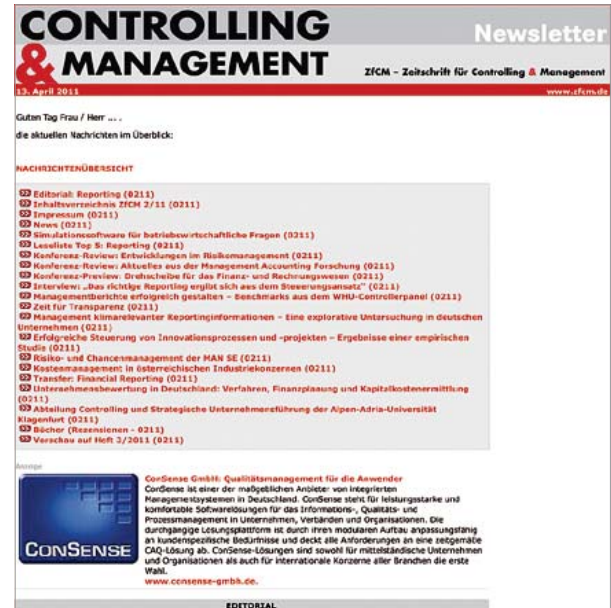 CONTROLLING
& MANAGEMENT
Newsletter
ZfCM – Zeitschrift für Controlling & Management
13. April 2011
www.zfcm.de
Guten Tag Frau / Herr ... .
die aktuellen Nachrichten im Überblick:
NACHRICHTENÜBERSICHT
Editorial: Reporting (0211)
Inhaltsverzeichnis ZfCM 2/11 (0211)
Impressum (0211)
News (0211)
Simulationssoftware für betriebswirtschaftliche Fragen (0211)
Leseliste Top 5: Reporting (0211)
Konferenz-Review: Entwicklungen im Risikomanagement (0211)
Konferenz-Review: Aktuelles aus der Management Accounting Forschung (0211)
Konferenz-Preview: Drehscheibe für das Finanz- und Rechnungswesen (0211)
Interview: „Das richtige Reporting ergibt sich aus dem Steuerungsansatz" (0211)
Managementberichte erfolgreich gestalten – Benchmarks aus dem WHU-Controllerpanel (0211)
Zeit für Transparenz (0211)
Management klimarelevanter Reportinginformationen – Eine explorative Untersuchung in deutschen
Unternehmen (0211)
Erfolgreiche Steuerung von Innovationsprozessen und -projekten – Ergebnisse einer empirischen
Studie (0211)
Risiko- und Chancenmanagement der MAN SE (0211)
Kostenmanagement in österreichischen Industriekonzernen (0211)
Transfer: Financial Reporting (0211)
Unternehmensbewertung in Deutschland: Verfahren, Finanzplanung und Kapitalkostenermittlung
(0211)
Abteilung Controlling und Strategische Unternehmensführung der Alpen-Adria-Universität
Klagenfurt (0211)
Bücher (Rezensionen - 0211)
Vorschau auf Heft 3/2011 (0211)
Anzeige
CONSENSE
ConSense GmbH: Qualitätsmanagement für die Anwender
ConSense ist einer der maßgeblichen Anbieter von integrierten
Managementsystemen in Deutschland. ConSense steht für leistungsstarke und
komfortable Softwarelösungen für das Informations-, Qualitäts- und
Prozessmanagement in Unternehmen, Verbänden und Organisationen. Die
durchgängige Lösungsplattform ist durch ihren modularen Aufbau anpassungsfähig
an kundenspezifische Bedürfnisse und deckt alle Anforderungen an eine zeitgemäße
CAQ-Lösung ab. ConSense-Lösungen sind sowohl für mittelständische Unternehmen
und Organisationen als auch für internationale Konzerne aller Branchen die erste
Wahl.
www.consense-gmbh.de.
EDITORIAL